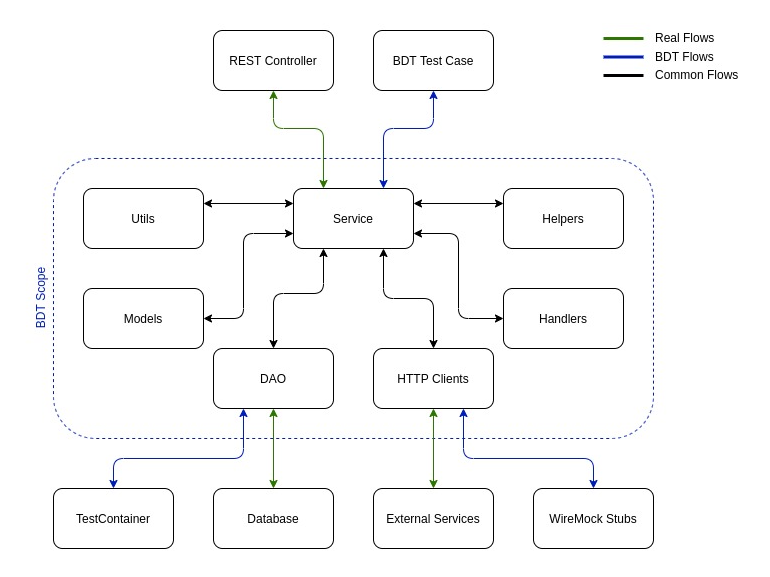 REST Controller
BDT Test Case
Real Flows
BDT Flows
Common Flows
Utils
Service
Helpers
BDT Scope
Models
Handlers
DAO
HTTP Clients
TestContainer
Database
External Services
WireMock Stubs